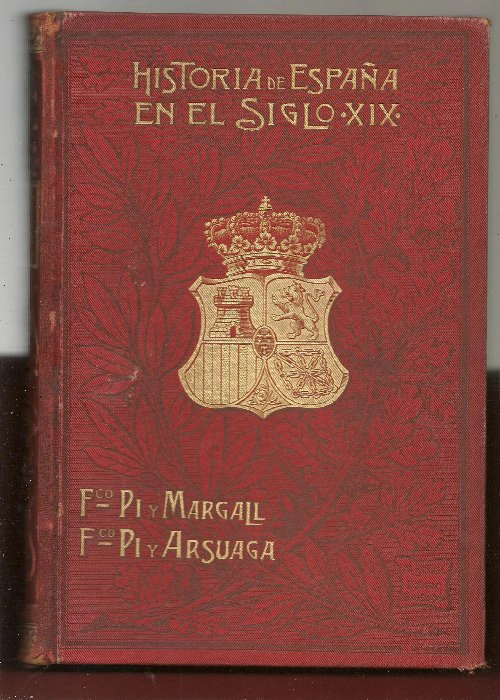 HISTORIA DE ESPAÑA
EN EL SIGLO·XIX·
Fco PI Y MARGALL
Fco PI Y ARSUAGA